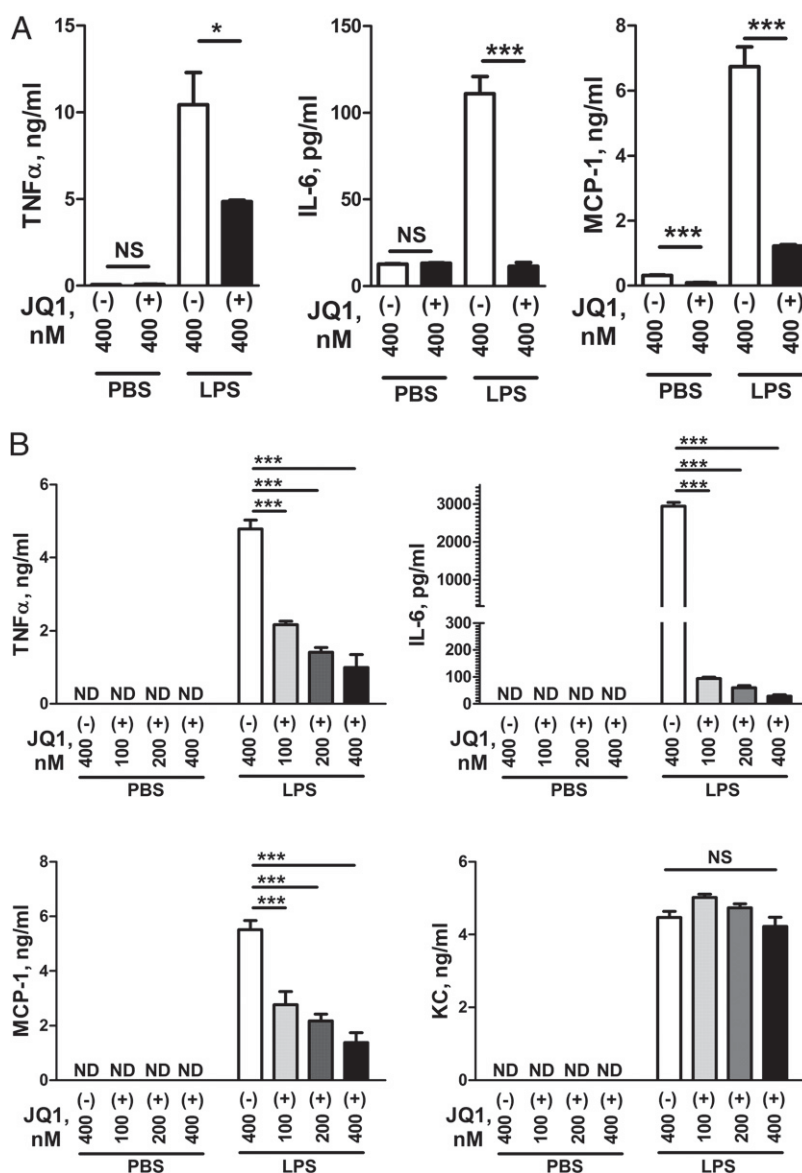 A
TNFα, ng/ml
15
10
5
0
*
NS
JQ1, nM
(-) (+) (-) (+)
400 400 400 400
PBS LPS
IL-6, pg/ml
150
100
50
0
***
NS
JQ1, nM
(-) (+) (-) (+)
400 400 400 400
PBS LPS
MCP-1, ng/ml
8
6
4
2
0
***
***
JQ1, nM
(-) (+) (-) (+)
400 400 400 400
PBS LPS
B
TNFα, ng/ml
6
4
2
0
***
***
***
ND ND ND ND
JQ1, nM
(-) (+) (+) (+) (-) (+) (+) (+)
400 100 200 400 400 100 200 400
PBS LPS
IL-6, pg/ml
3000
2000
1000
300
200
100
0
***
***
***
ND ND ND ND
JQ1, nM
(-) (+) (+) (+) (-) (+) (+) (+)
400 100 200 400 400 100 200 400
PBS LPS
MCP-1, ng/ml
8
6
4
2
0
***
***
***
ND ND ND ND
JQ1, nM
(-) (+) (+) (+) (-) (+) (+) (+)
400 100 200 400 400 100 200 400
PBS LPS
KC, ng/ml
6
4
2
0
NS
ND ND ND ND
JQ1, nM
(-) (+) (+) (+) (-) (+) (+) (+)
400 100 200 400 400 100 200 400
PBS LPS